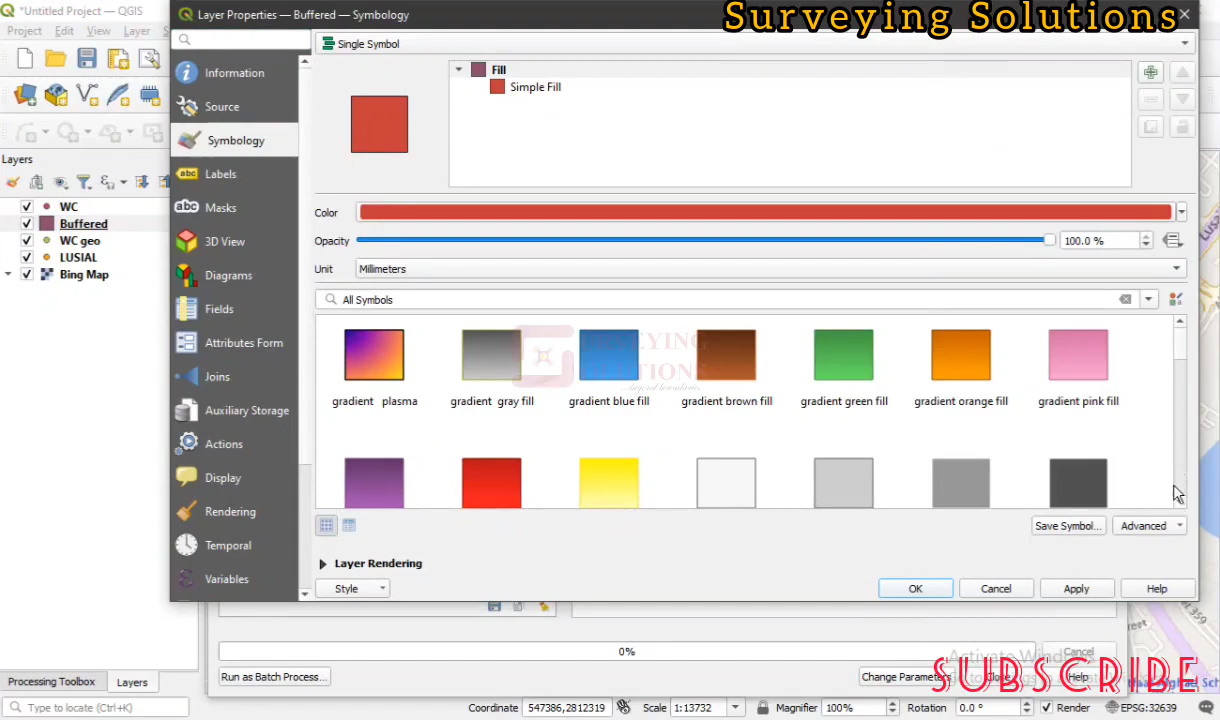 *Untitled Project — QGIS
Project Edit View Layer
Layer Properties — Buffered — Symbology
Surveying Solutions
Single Symbol
Information
Source
Symbology
Labels
Masks
3D View
Diagrams
Fields
Attributes Form
Joins
Auxiliary Storage
Actions
Display
Rendering
Temporal
Variables
Fill
Simple Fill
Layers
WC
Buffered
WC geo
LUSIAL
Bing Map
Color
Opacity 100.0 %
Unit Millimeters
All Symbols
gradient plasma gradient gray fill gradient blue fill gradient brown fill gradient green fill gradient orange fill gradient pink fill
Save Symbol... Advanced
Layer Rendering
Style OK Cancel Apply Help
0% Cancel
Run as Batch Process... Change Parameters Close Help
SUBSCRIBE
Processing Toolbox Layers
Type to locate (Ctrl+K) Coordinate 547386,2812319 Scale 1:13732 Magnifier 100% Rotation 0.0 ° Render EPSG:32639